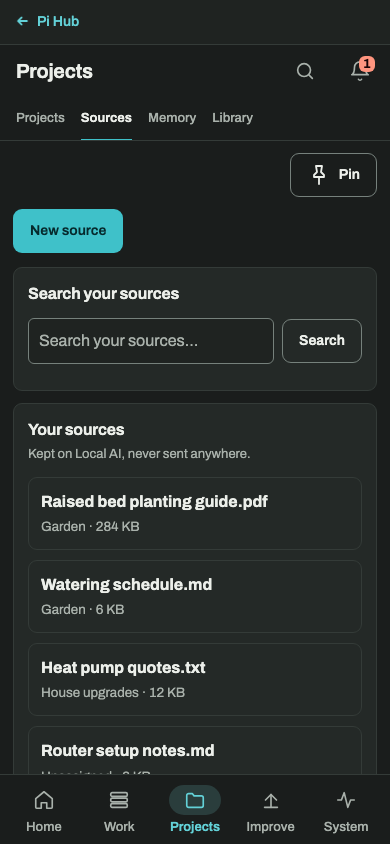 Pi Hub
Projects
1
Projects Sources Memory Library
Pin
New source
Search your sources
Search your sources...
Search
Your sources
Kept on Local AI, never sent anywhere.
Raised bed planting guide.pdf
Garden · 284 KB
Watering schedule.md
Garden · 6 KB
Heat pump quotes.txt
House upgrades · 12 KB
Router setup notes.md
Home Work Projects Improve System